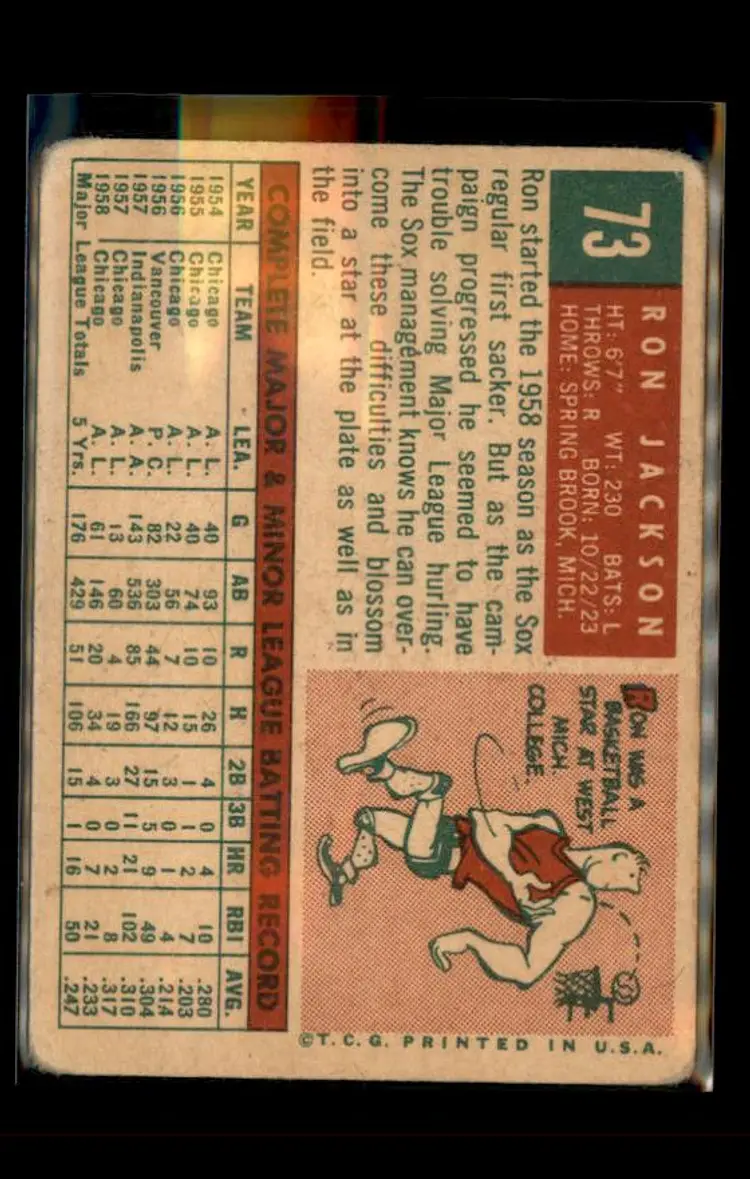 73
RON JACKSON
HT: 6'7" WT: 230 BATS: L
THROWS: R BORN: 10/22/23
HOME: SPRING BROOK, MICH.
Ron started the 1958 season as the Sox
regular first sacker. But as the cam-
paign progressed he seemed to have
trouble solving Major League hurling.
The Sox management knows he can over-
come these difficulties and blossom
into a star at the plate as well as in
the field.
RON WAS A
BASKETBALL
STAR AT WEST
MICH.
COLLEGE.
COMPLETE MAJOR & MINOR LEAGUE BATTING RECORD
YEAR TEAM LEA. G AB R H 2B 3B HR RBI AVG.
1954 Chicago A. L. 40 93 10 26 4 0 4 10 .280
1955 Chicago A. L. 40 74 10 15 1 1 2 7 .203
1956 Chicago A. L. 22 56 7 12 3 0 1 4 .214
1956 Vancouver P. C. 82 303 44 97 15 5 9 49 .304
1957 Indianapolis A. A. 143 536 85 166 27 11 21 102 .310
1957 Chicago A. L. 13 60 4 19 3 0 2 8 .317
1958 Chicago A. L. 61 146 20 34 4 0 7 21 .233
Major League Totals 5 Yrs. 176 429 51 106 15 1 16 50 .247
©T.C.G. PRINTED IN U.S.A.